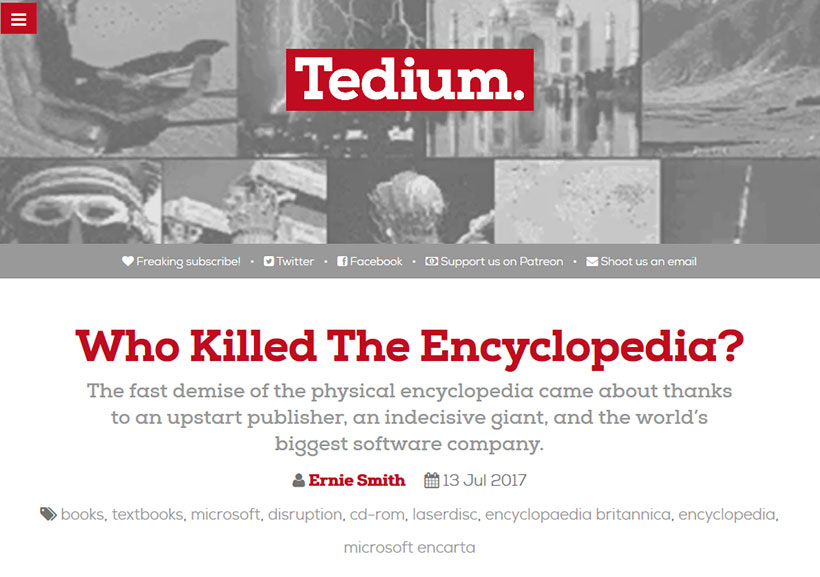 Tedium.
Freaking subscribe! • Twitter • Facebook • Support us on Patreon • Shoot us an email
Who Killed The Encyclopedia?
The fast demise of the physical encyclopedia came about thanks
to an upstart publisher, an indecisive giant, and the world's
biggest software company.
Ernie Smith 13 Jul 2017
books, textbooks, microsoft, disruption, cd-rom, laserdisc, encyclopaedia britannica, encyclopedia,
microsoft encarta